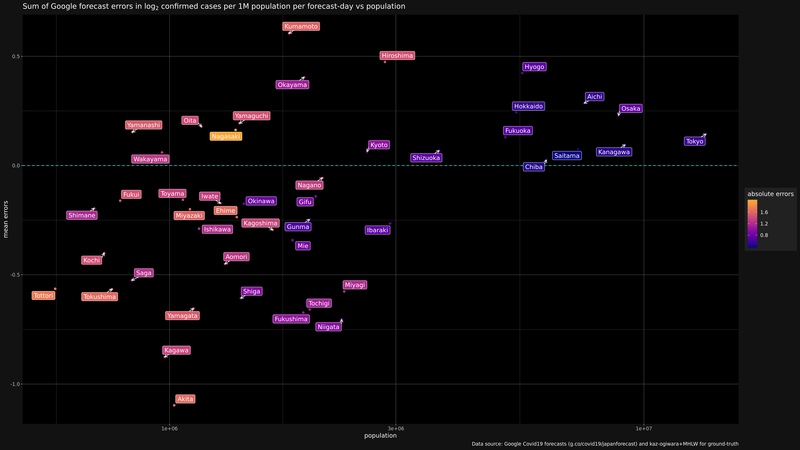 Sum of Google forecast errors in log2 confirmed cases per 1M population per forecast-day vs population
Kumamoto
Hiroshima
0.5
Hyogo
Okayama
Aichi
Hokkaido
Osaka
Oita
Yamaguchi
Yamanashi
Nagasaki
Fukuoka
Kyoto
Tokyo
Wakayama
Shizuoka
Saitama
Kanagawa
0.0
Chiba
Nagano
Fukui
Toyama
Iwate
Okinawa
Gifu
absolute errors
Shimane
Miyazaki
Ehime
1.6
Kagoshima
1.2
Ishikawa
Gunma
Ibaraki
0.8
mean errors
Mie
Kochi
Aomori
Saga
-0.5
Miyagi
Tottori
Tokushima
Shiga
Tochigi
Yamagata
Fukushima
Niigata
Kagawa
-1.0
Akita
1e+06
3e+06
1e+07
population
Data source: Google Covid19 forecasts (g.co/covid19/japanforecast) and kaz-ogiwara+MHLW for ground-truth